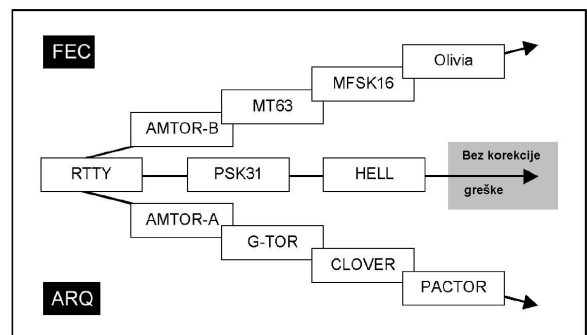 FEC
Olivia
MFSK16
MT63
AMTOR-B
RTTY
PSK31
HELL
Bez korekcije
greške
AMTOR-A
G-TOR
CLOVER
PACTOR
ARQ